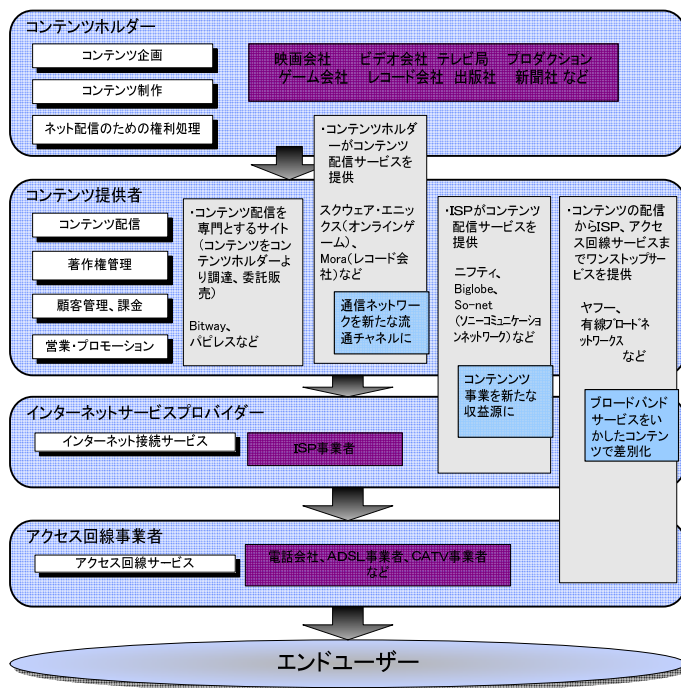 コンテンツホルダー
コンテンツ企画
コンテンツ制作
ネット配信のための権利処理
映画会社　ビデオ会社 テレビ局　プロダクション
ゲーム会社　レコード会社 出版社　新聞社 など
・コンテンツホルダ
ーがコンテンツ
配信サービスを
提供
スクウェア・エニッ
クス(オンラインゲ
ーム)、
Mora(レコード会
社)など
通信ネットワー
クを新たな流
通チャネルに
コンテンツ提供者
コンテンツ配信
著作権管理
顧客管理、課金
営業・プロモーション
・コンテンツ配信を
専門とするサイト
(コンテンツをコン
テンツホルダーよ
り調達、委託販
売)
Bitway、
パピレスなど
・ISPがコンテンツ
配信サービスを
提供
ニフティ、
Biglobe、
So-net
(ソニーコミュニケーショ
ンネットワーク)など
コンテンンツ
事業を新たな
収益源に
・コンテンツの配信
からISP、アクセ
ス回線サービスま
でワンストップサー
ビスを提供
ヤフー、
有線ブロードネ
ットワークス
など
ブロードバンド
サービスをい
かしたコンテン
ツで差別化
インターネットサービスプロバイダー
インターネット接続サービス
ISP事業者
アクセス回線事業者
アクセス回線サービス
電話会社、ADSL事業者、CATV事業者
など
エンドユーザー